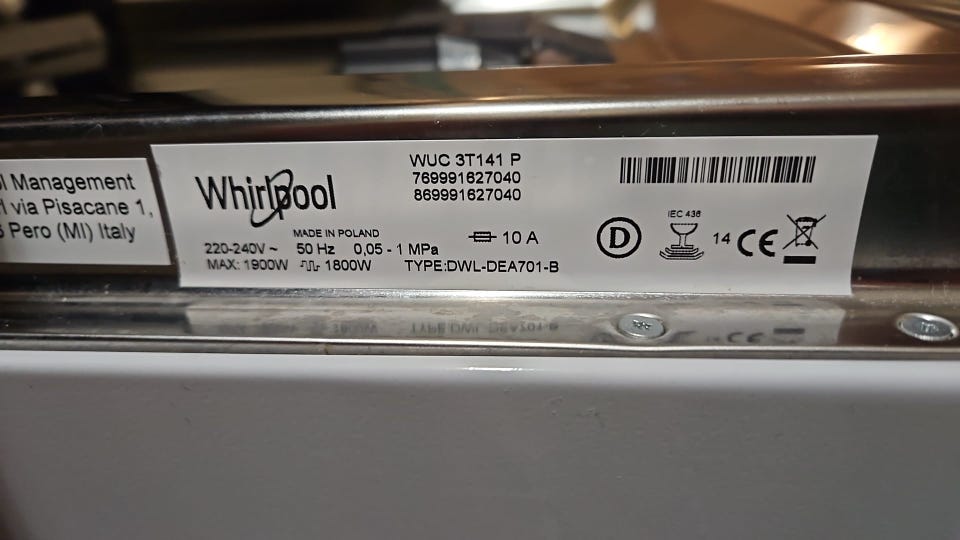 Management
via Pisacane 1,
Pero (MI) Italy
Whirlpool
WUC 3T141 P
769991627040
869991627040
MADE IN POLAND
220-240V ~ 50 Hz 0,05 - 1 MPa 10 A
MAX: 1900W 1800W TYPE:DWL-DEA701-B
D
IEC 436
14 CE